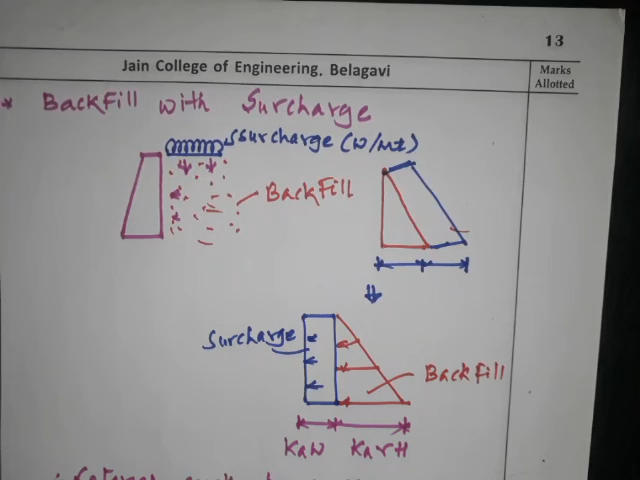 13
Jain College of Engineering, Belagavi
Marks
Allotted
* BackFill with Surcharge
Surcharge (W/Mt)
BackFill
Surcharge
BackFill
KaW KaγH